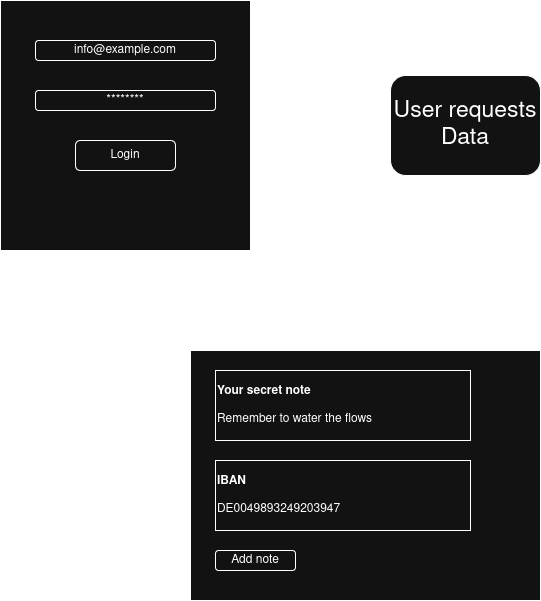 info@example.com
********
Login
User requests
Data
Your secret note
Remember to water the flows
IBAN
DE0049893249203947
Add note